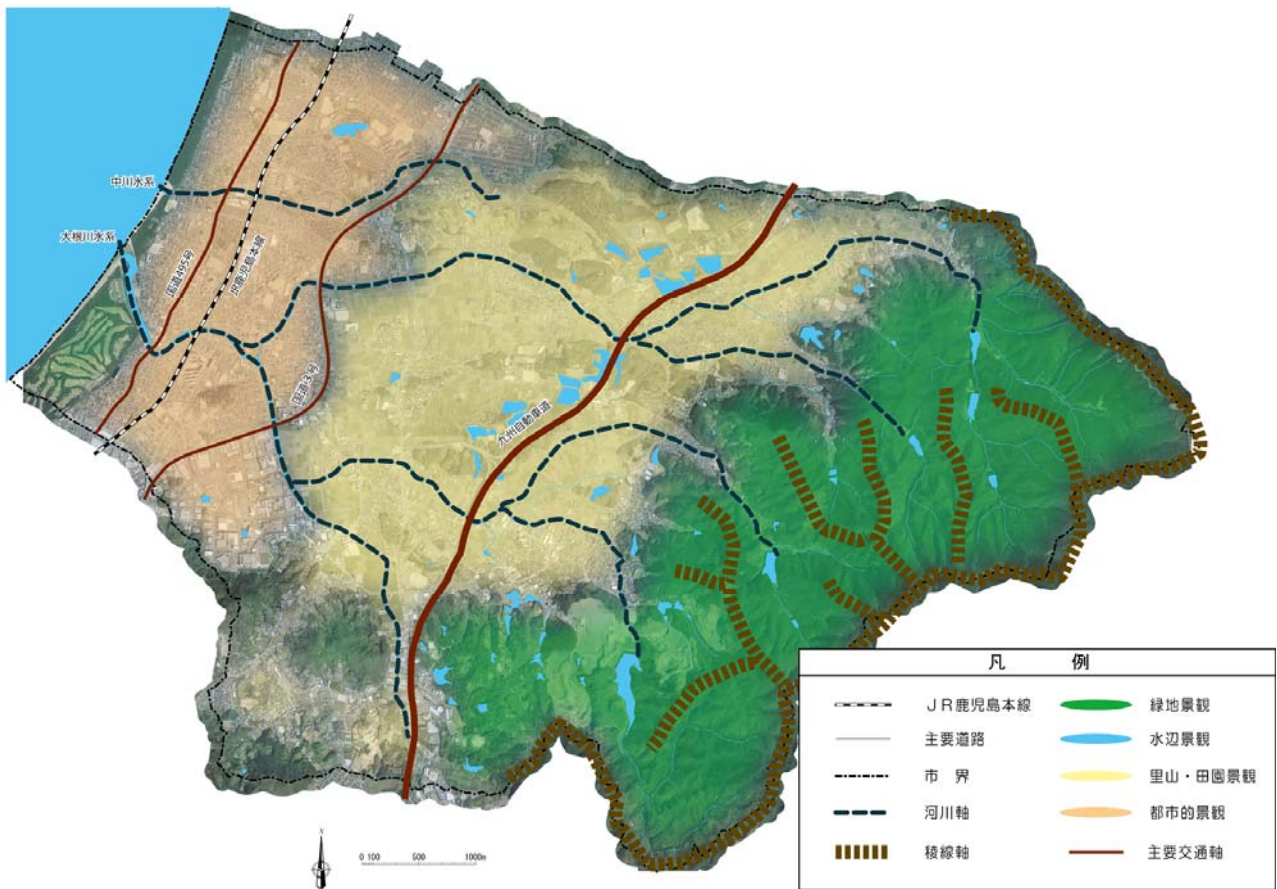 中川水系
大根川水系
国道495号
JR鹿児島本線
国道3号
九州自動車道
凡 例
JR鹿児島本線
緑地景観
主要道路
水辺景観
市 界
里山・田園景観
河川軸
都市的景観
稜線軸
主要交通軸
N
0 100 500 1000m